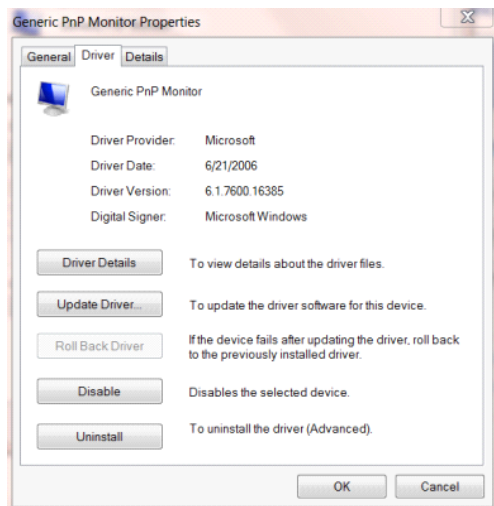 Generic PnP Monitor Properties
General Driver Details
Generic PnP Monitor
Driver Provider: Microsoft
Driver Date: 6/21/2006
Driver Version: 6.1.7600.16385
Digital Signer: Microsoft Windows
Driver Details To view details about the driver files.
Update Driver... To update the driver software for this device.
Roll Back Driver If the device fails after updating the driver, roll back
to the previously installed driver.
Disable Disables the selected device.
Uninstall To uninstall the driver (Advanced).
OK Cancel